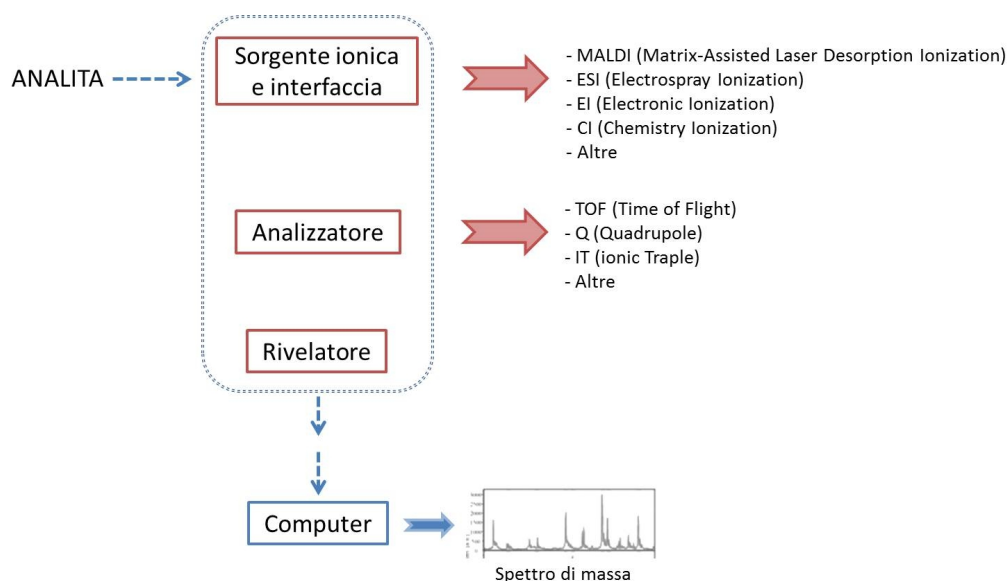 ANALITA
Sorgente ionica
e interfaccia
- MALDI (Matrix-Assisted Laser Desorption Ionization)
- ESI (Electrospray Ionization)
- EI (Electronic Ionization)
- CI (Chemistry Ionization)
- Altre
Analizzatore
- TOF (Time of Flight)
- Q (Quadrupole)
- IT (ionic Traple)
- Altre
Rivelatore
Computer
Spettro di massa